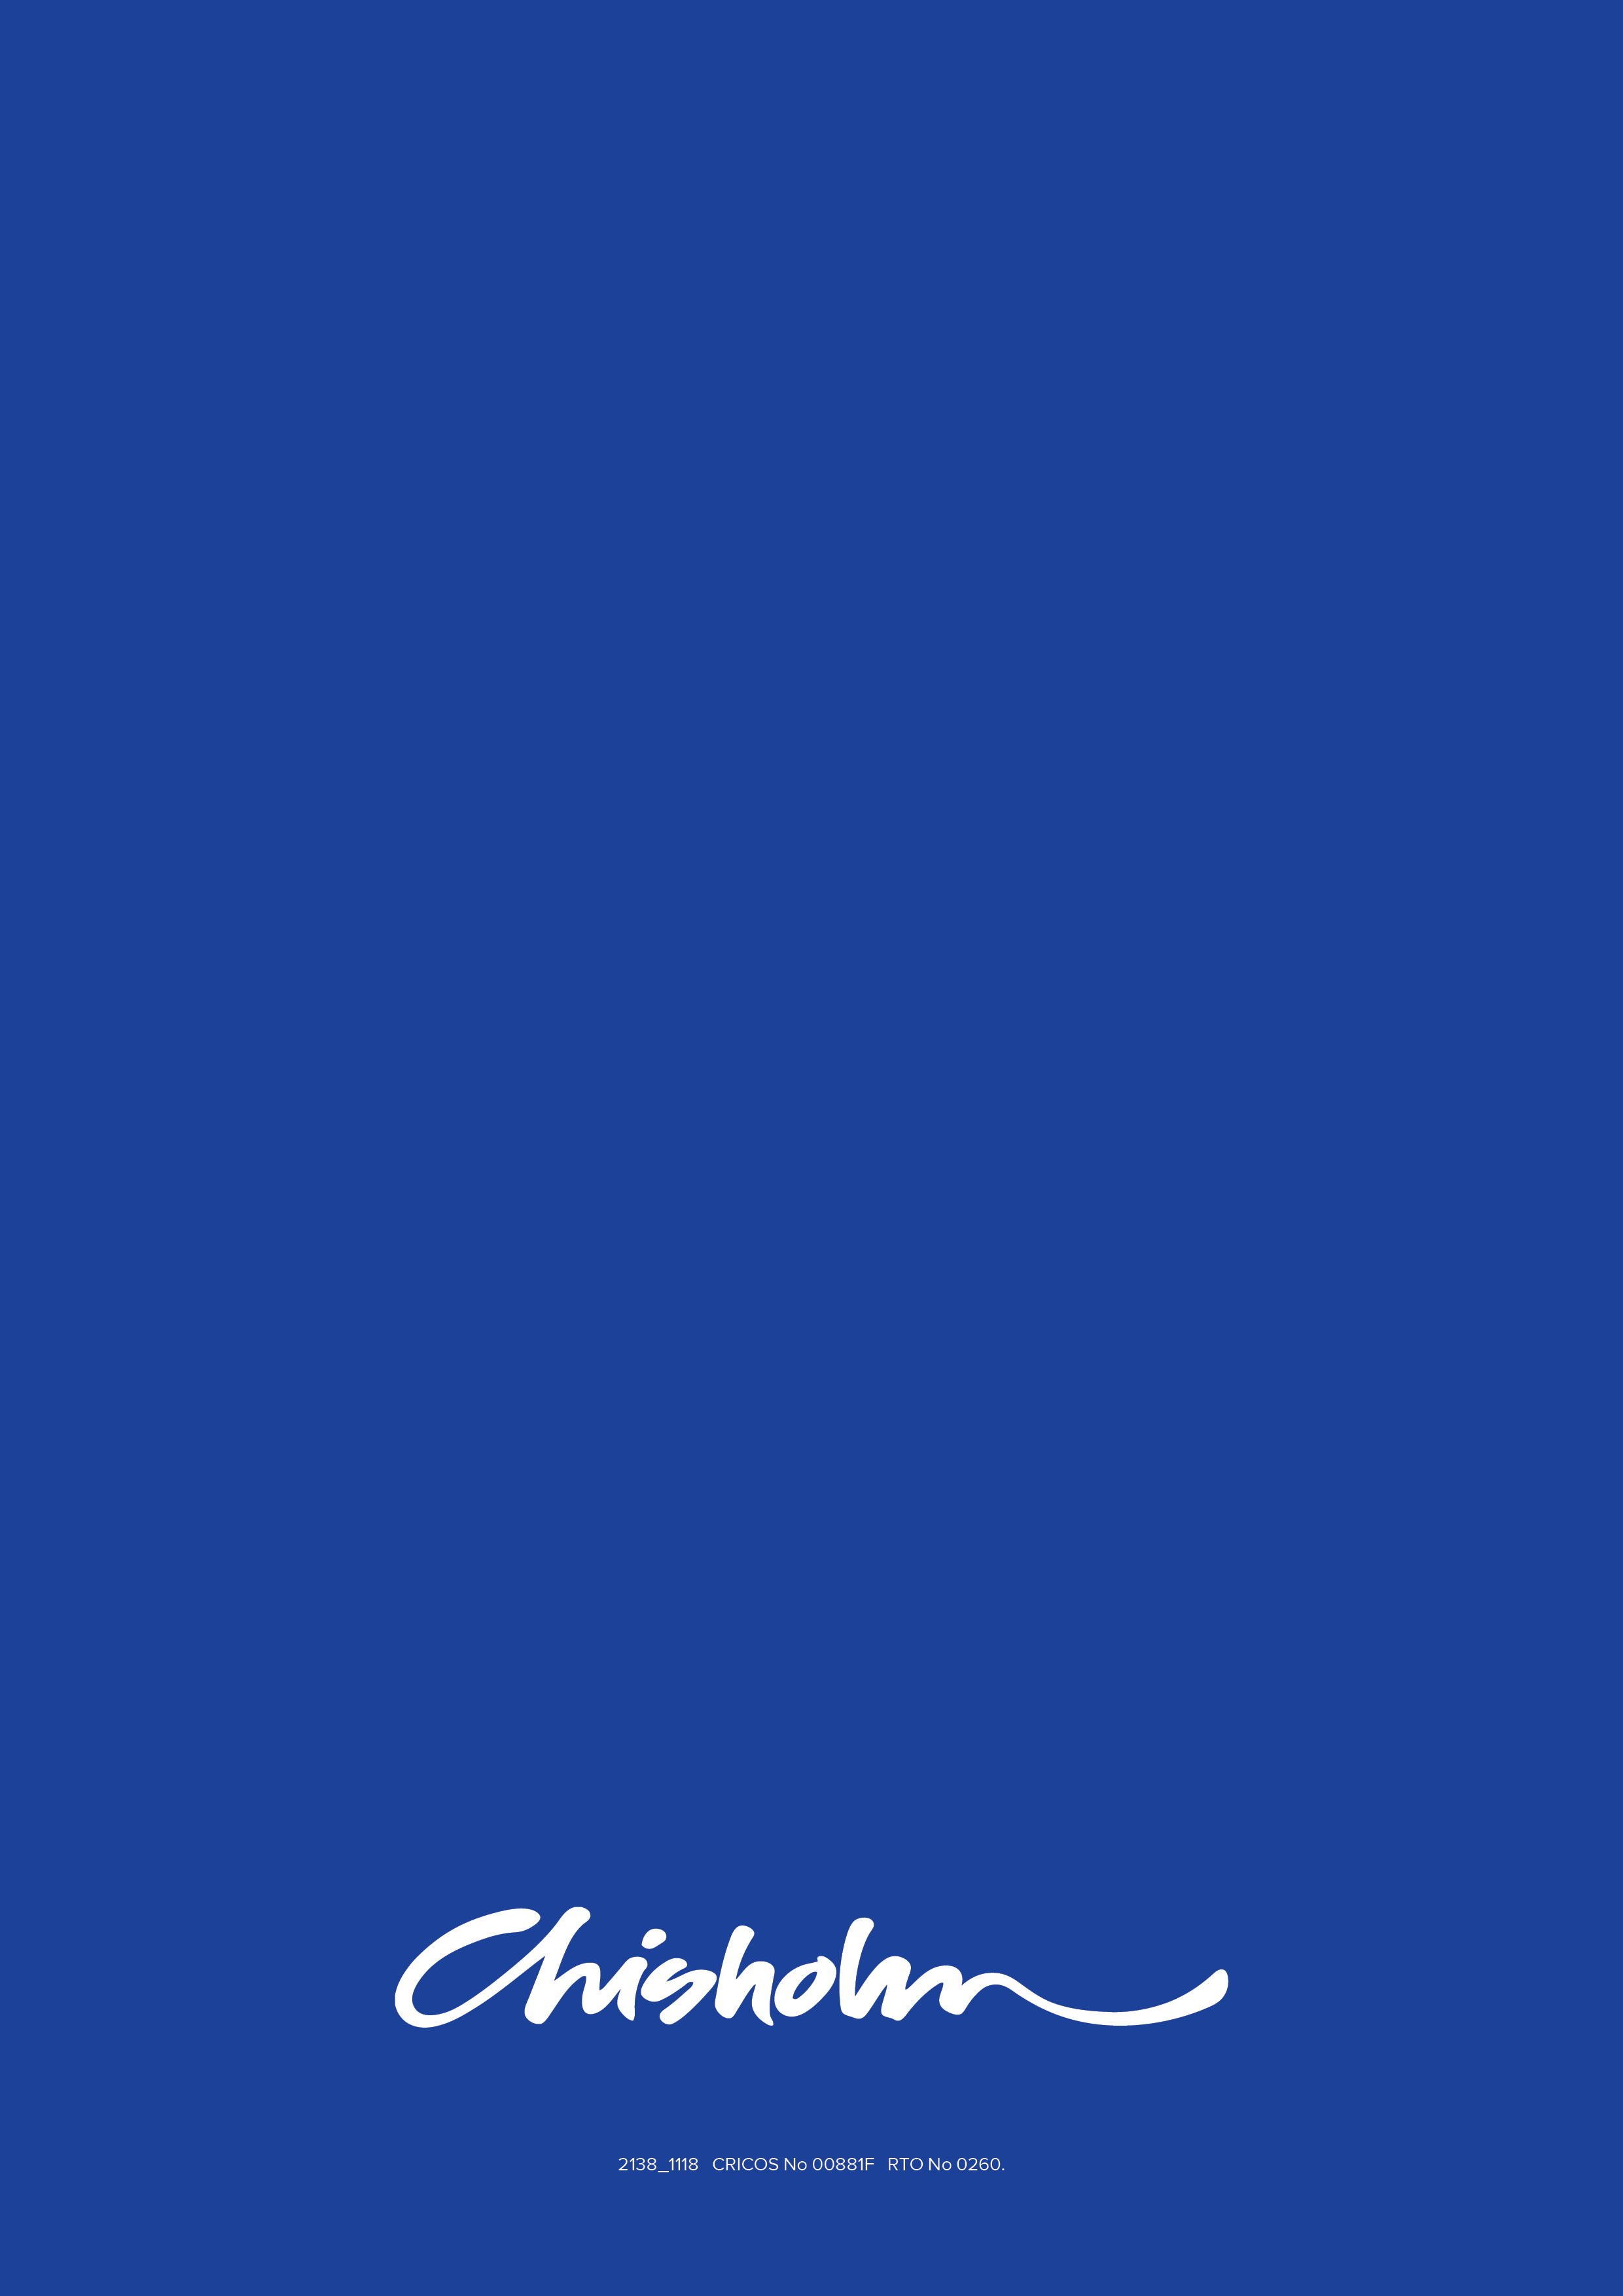 Chisholm
2138_1118 CRICOS No 00881F RTO No 0260.